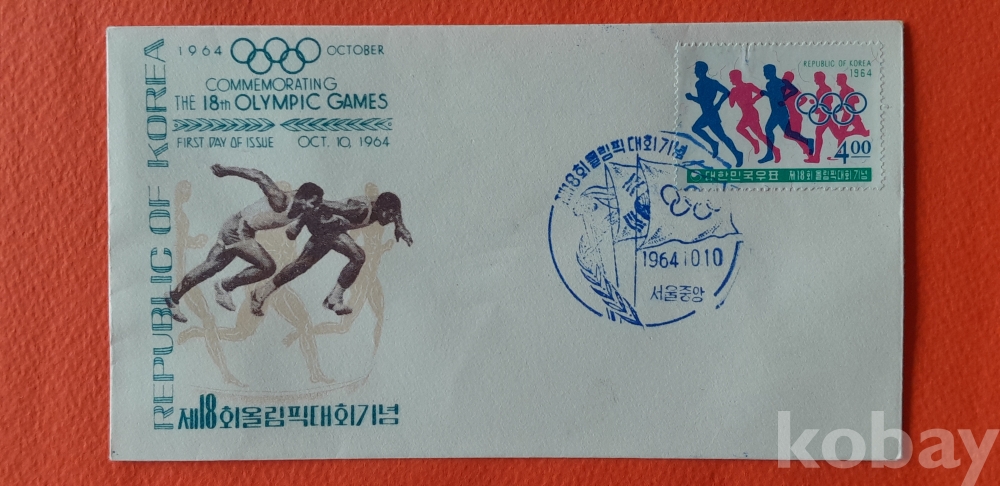 1964 OCTOBER
COMMEMORATING
THE 18th OLYMPIC GAMES
FIRST DAY OF ISSUE OCT. 10, 1964
REPUBLIC OF KOREA
제18회올림픽대회기념
REPUBLIC OF KOREA
1964
4.00
대한민국우표 제18회올림픽대회기념
제18회올림픽대회기념
1964 10 10
서울중앙
kobay